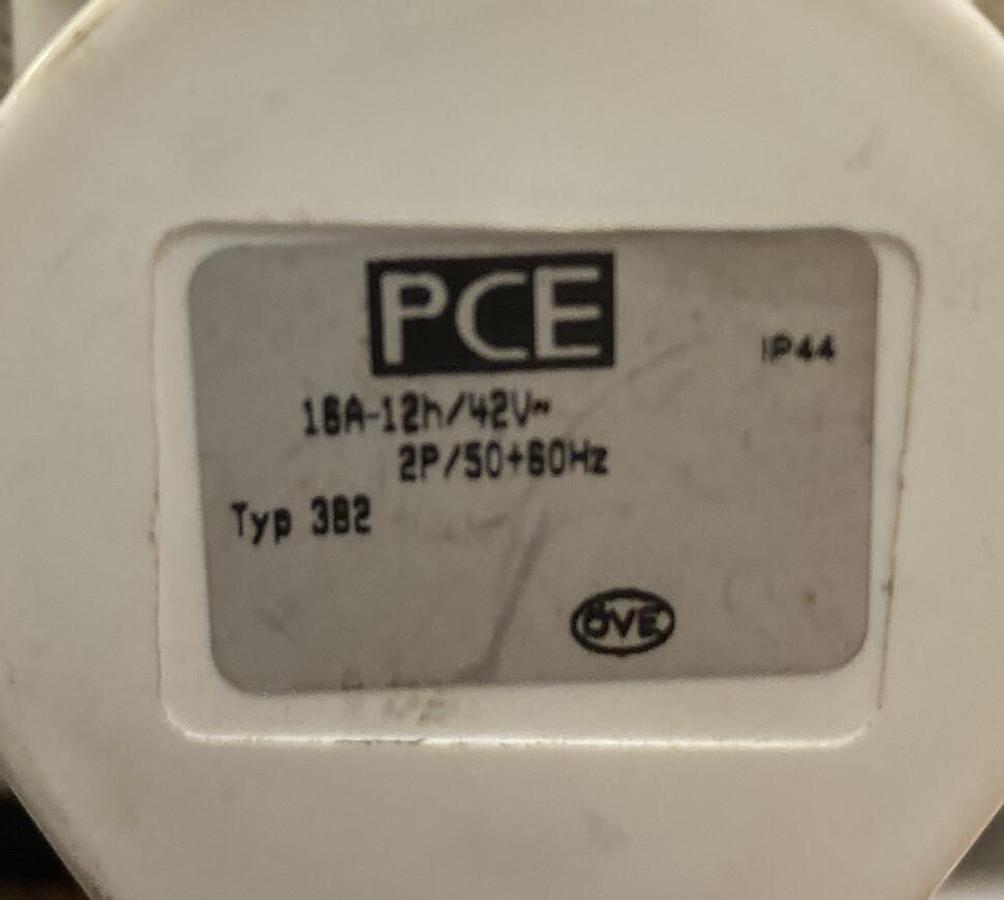 PCE
IP44
16A-12h/42V~
2P/50+60Hz
Typ 382
ÖVE